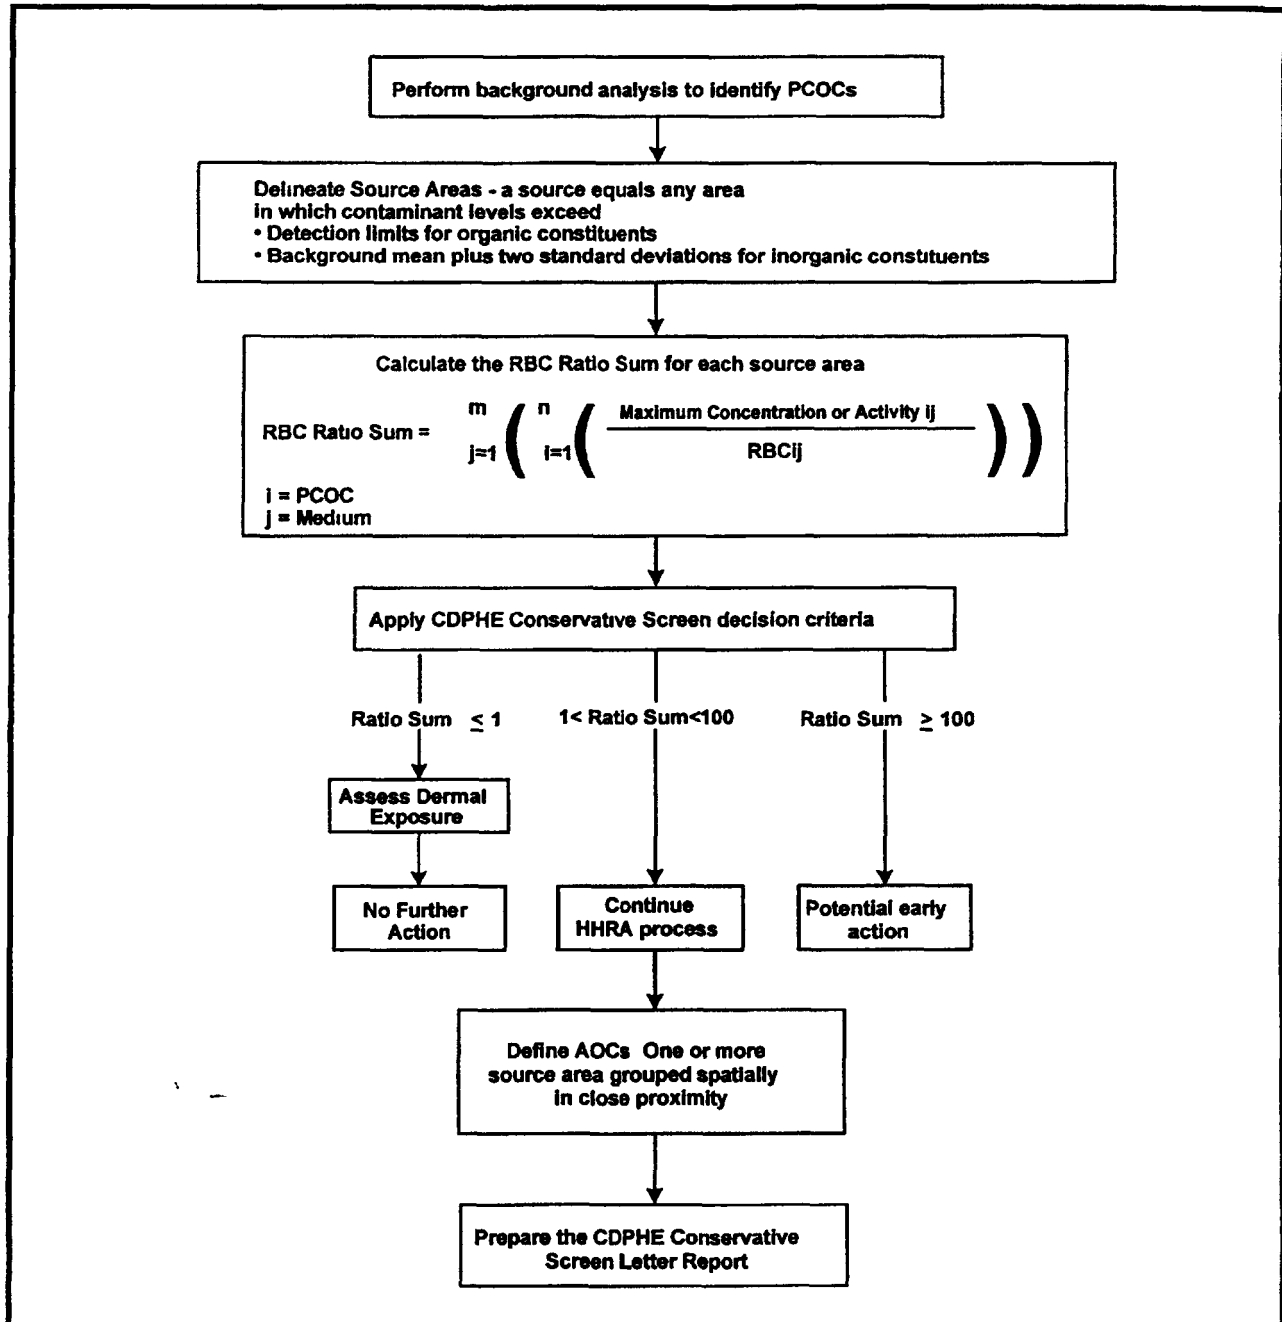 Perform background analysis to identify PCOCs
Delineate Source Areas - a source equals any area
in which contaminant levels exceed
• Detection limits for organic constituents
• Background mean plus two standard deviations for inorganic constituents
Calculate the RBC Ratio Sum for each source area
RBC Ratio Sum =
m
j=1
(
n
i=1
(
Maximum Concentration or Activity ij
RBCij
) )
i = PCOC
j = Medium
Apply CDPHE Conservative Screen decision criteria
Ratio Sum ≤ 1
1< Ratio Sum<100
Ratio Sum ≥ 100
Assess Dermal
Exposure
No Further
Action
Continue
HHRA process
Potential early
action
Define AOCs One or more
source area grouped spatially
in close proximity
Prepare the CDPHE Conservative
Screen Letter Report